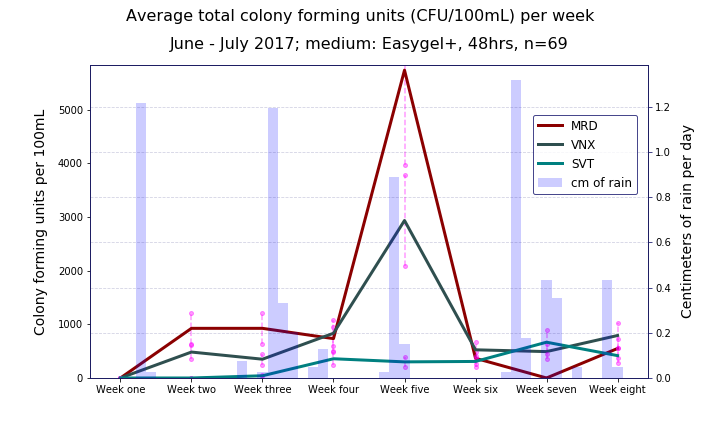 Average total colony forming units (CFU/100mL) per week
June - July 2017; medium: Easygel+, 48hrs, n=69
Colony forming units per 100mL
5000
4000
3000
2000
1000
0
MRD
VNX
SVT
cm of rain
1.2
1.0
0.8
0.6
0.4
0.2
0.0
Centimeters of rain per day
Week one
Week two
Week three
Week four
Week five
Week six
Week seven
Week eight